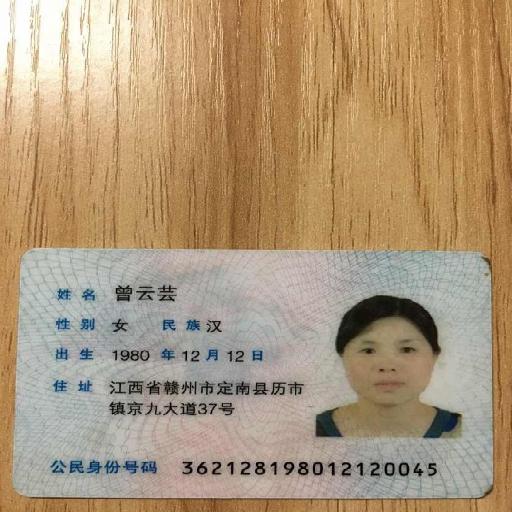 姓名 曾云芸
性别 女 民族 汉
出生 1980 年 12 月 12 日
住址 江西省赣州市定南县历市
镇京九大道37号
公民身份号码 362128198012120045